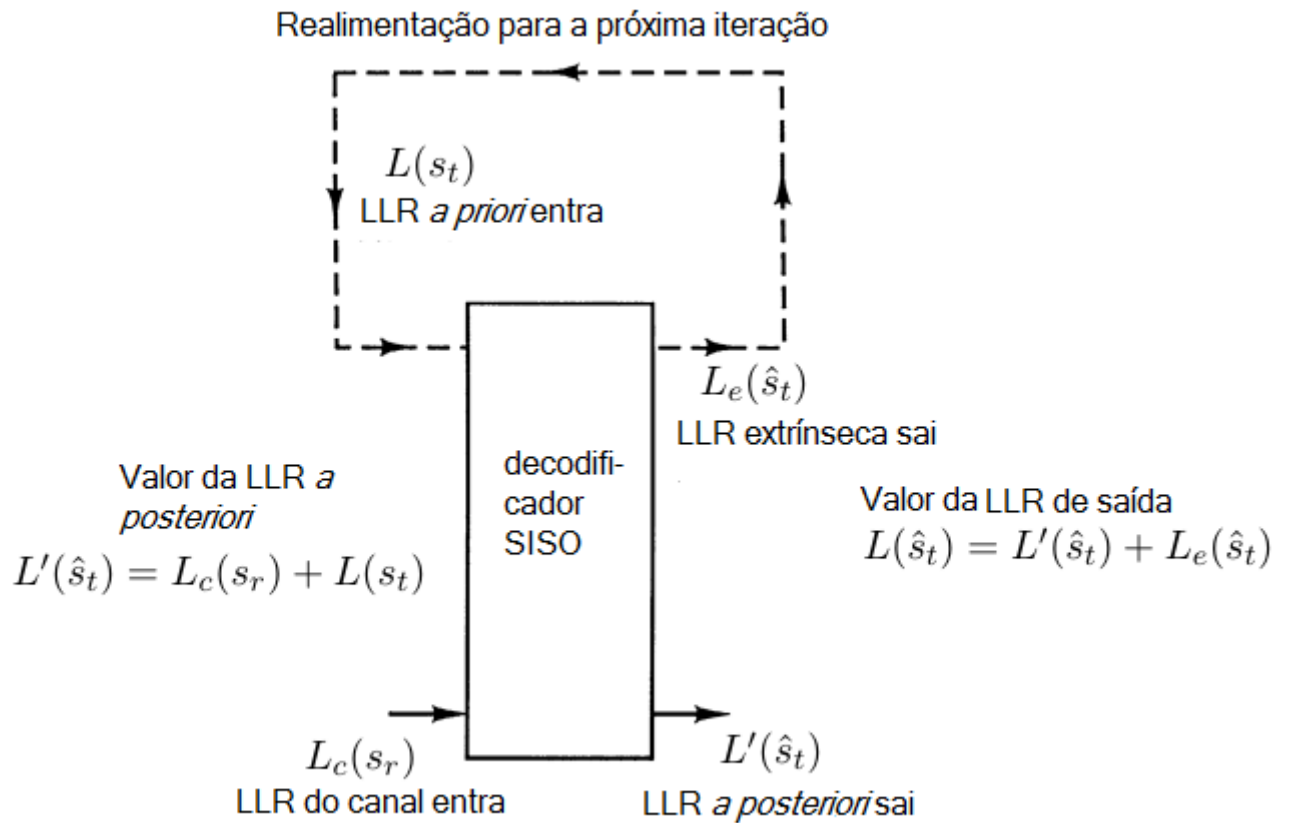 Realimentação para a próxima iteração
L(s_t)
LLR a priori entra
L_e(ŝ_t)
LLR extrínseca sai
decodifi-
cador
SISO
Valor da LLR a
posteriori
L'(ŝ_t) = L_c(s_r) + L(s_t)
Valor da LLR de saída
L(ŝ_t) = L'(ŝ_t) + L_e(ŝ_t)
L_c(s_r)
LLR do canal entra
L'(ŝ_t)
LLR a posteriori sai